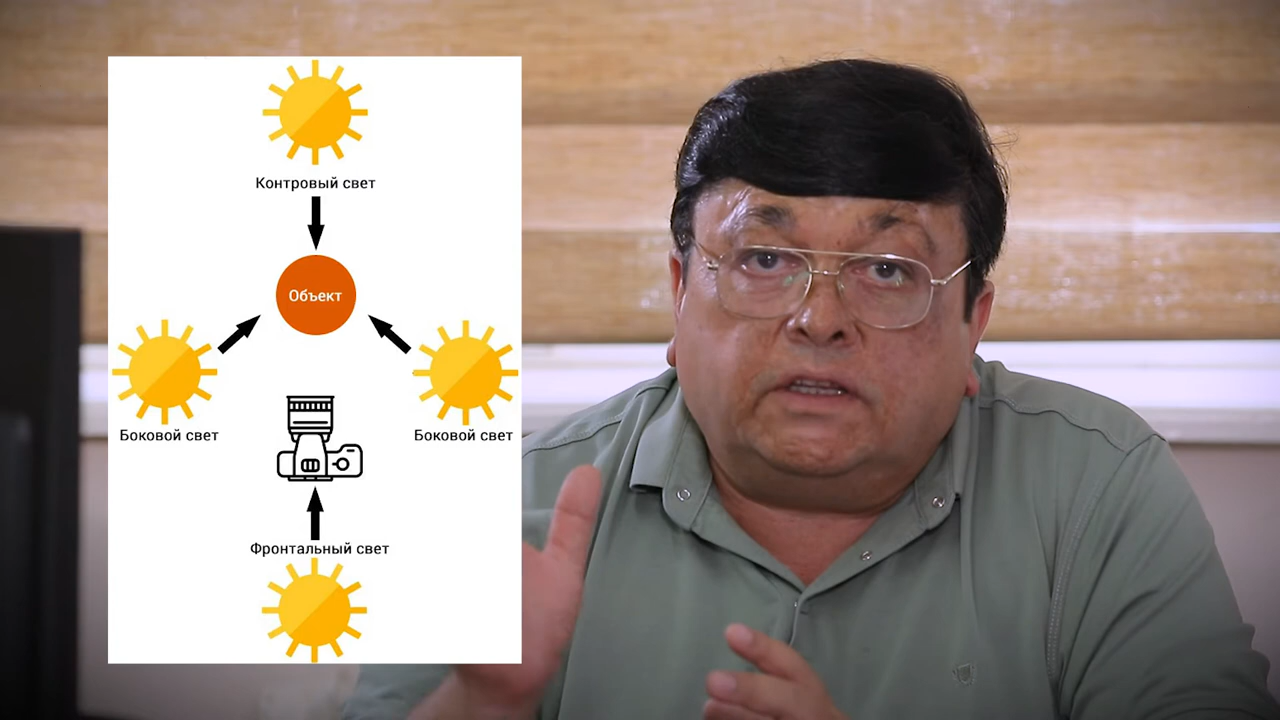 Контровый свет
Объект
Боковой свет
Боковой свет
Фронтальный свет